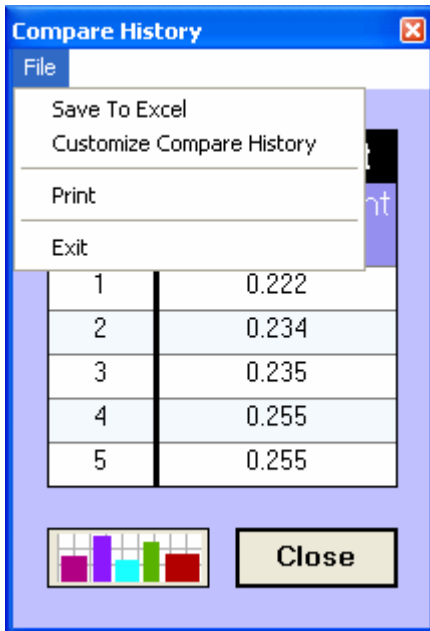 Compare History
File
Save To Excel
Customize Compare History
Print
Exit
1 0.222
2 0.234
3 0.235
4 0.255
5 0.255
Close